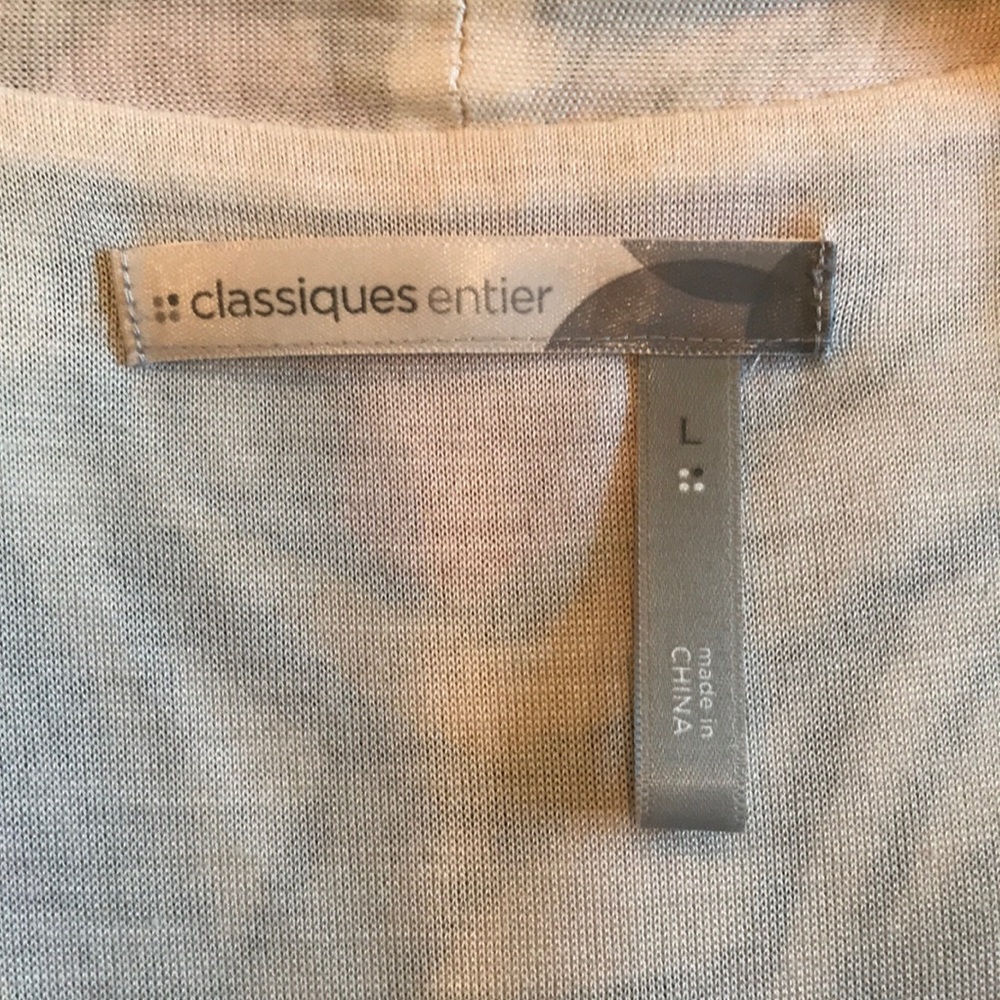 classiques entier
L
made in
CHINA